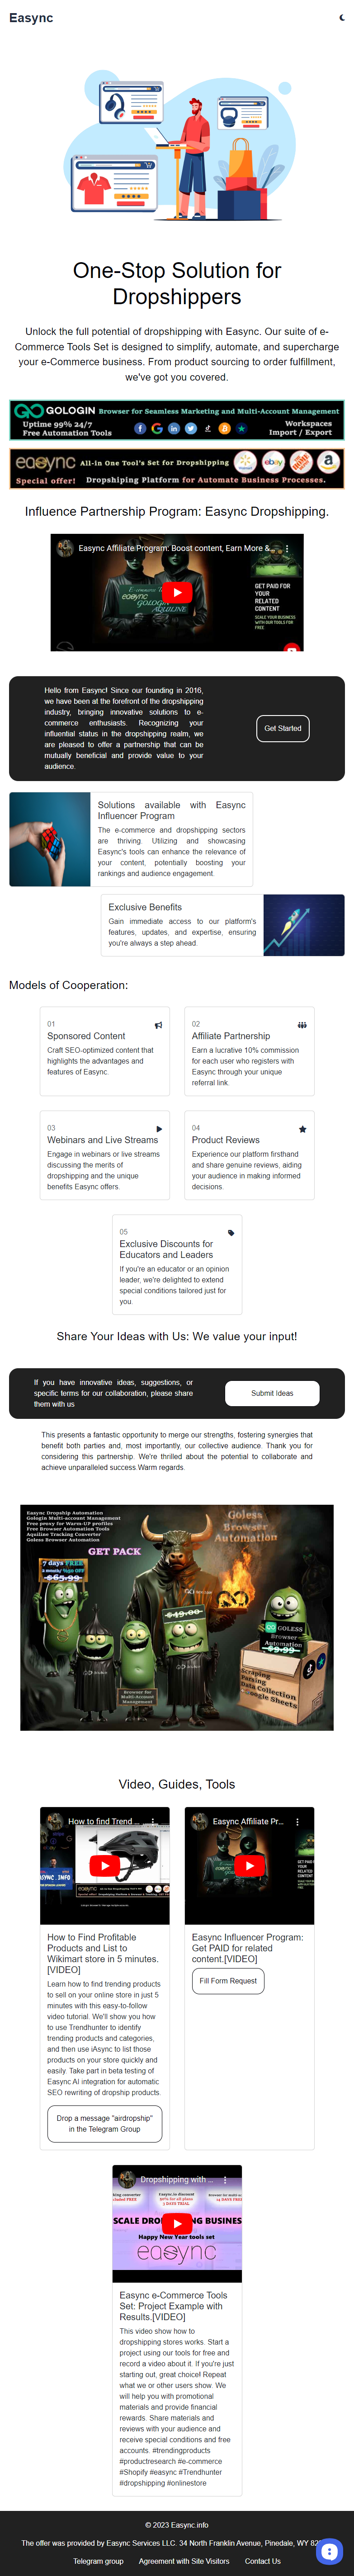 Easync
One-Stop Solution for
Dropshippers
Unlock the full potential of dropshipping with Easync. Our suite of e-
Commerce Tools Set is designed to simplify, automate, and supercharge
your e-Commerce business. From product sourcing to order fulfillment,
we've got you covered.
GOLOGIN Browser for Seamless Marketing and Multi-Account Management
Uptime 99% 24/7
Free Automation Tools
Workspaces
Import / Export
easync All-in One Tool's Set for Dropshipping
Special offer! Dropshiping Platform for Automate Business Processes.
Influence Partnership Program: Easync Dropshipping.
Easync Affiliate Program: Boost content, Earn More &
GET PAID FOR
YOUR
RELATED
CONTENT
SCALE YOUR BUSINESS
WITH OUR TOOLS FOR
FREE
Hello from Easync! Since our founding in 2016,
we have been at the forefront of the dropshipping
industry, bringing innovative solutions to e-
commerce enthusiasts. Recognizing your
influential status in the dropshipping realm, we
are pleased to offer a partnership that can be
mutually beneficial and provide value to your
audience.
Get Started
Solutions available with Easync
Influencer Program
The e-commerce and dropshipping sectors
are thriving. Utilizing and showcasing
Easync's tools can enhance the relevance of
your content, potentially boosting your
rankings and audience engagement.
Exclusive Benefits
Gain immediate access to our platform's
features, updates, and expertise, ensuring
you're always a step ahead.
Models of Cooperation:
01
Sponsored Content
Craft SEO-optimized content that
highlights the advantages and
features of Easync.
02
Affiliate Partnership
Earn a lucrative 10% commission
for each user who registers with
Easync through your unique
referral link.
03
Webinars and Live Streams
Engage in webinars or live streams
discussing the merits of
dropshipping and the unique
benefits Easync offers.
04
Product Reviews
Experience our platform firsthand
and share genuine reviews, aiding
your audience in making informed
decisions.
05
Exclusive Discounts for
Educators and Leaders
If you're an educator or an opinion
leader, we're delighted to extend
special conditions tailored just for
you.
Share Your Ideas with Us: We value your input!
If you have innovative ideas, suggestions, or
specific terms for our collaboration, please share
them with us
Submit Ideas
This presents a fantastic opportunity to merge our strengths, fostering synergies that
benefit both parties and, most importantly, our collective audience. Thank you for
considering this partnership. We're thrilled about the potential to collaborate and
achieve unparalleled success.Warm regards.
Easync Dropship Automation
Gologin Multi-account Management
Free proxy for Warm-UP profiles
Free Browser Automation Tools
Aquiline Tracking Converter
Goless Browser Automation
GET PACK
Goless
Browser
Automation
7 days FREE
$65.99
$49.00
Browser for
Multi-Account
Management
GO GOLESS
Browser
Automation
$9.99
Scraping
Parsing
Data Collection
Google Sheets
Video, Guides, Tools
How to find Trend ...
How to Find Profitable
Products and List to
Wikimart store in 5 minutes.
[VIDEO]
Learn how to find trending products
to sell on your online store in just 5
minutes with this easy-to-follow
video tutorial. We'll show you how
to use Trendhunter to identify
trending products and categories,
and then use iAsync to list those
products on your store quickly and
easily. Take part in beta testing of
Easync AI integration for automatic
SEO rewriting of dropship products.
Drop a message "airdropship"
in the Telegram Group
Easync Affiliate Pr...
GET PAID FOR
YOUR
RELATED
CONTENT
Easync Influencer Program:
Get PAID for related
content.[VIDEO]
Fill Form Request
Dropshipping with ...
Happy New Year tools set
easync
Easync e-Commerce Tools
Set: Project Example with
Results.[VIDEO]
This video show how to
dropshipping stores works. Start a
project using our tools for free and
record a video about it. If you're just
starting out, great choice! Repeat
what we or other users show. We
will help you with promotional
materials and provide financial
rewards. Share materials and
reviews with your audience and
receive special conditions and free
accounts. #trendingproducts
#productresearch #e-commerce
#Shopify #easync #Trendhunter
#dropshipping #onlinestore
© 2023 Easync.info
The offer was provided by Easync Services LLC. 34 North Franklin Avenue, Pinedale, WY
Telegram group
Agreement with Site Visitors
Contact Us